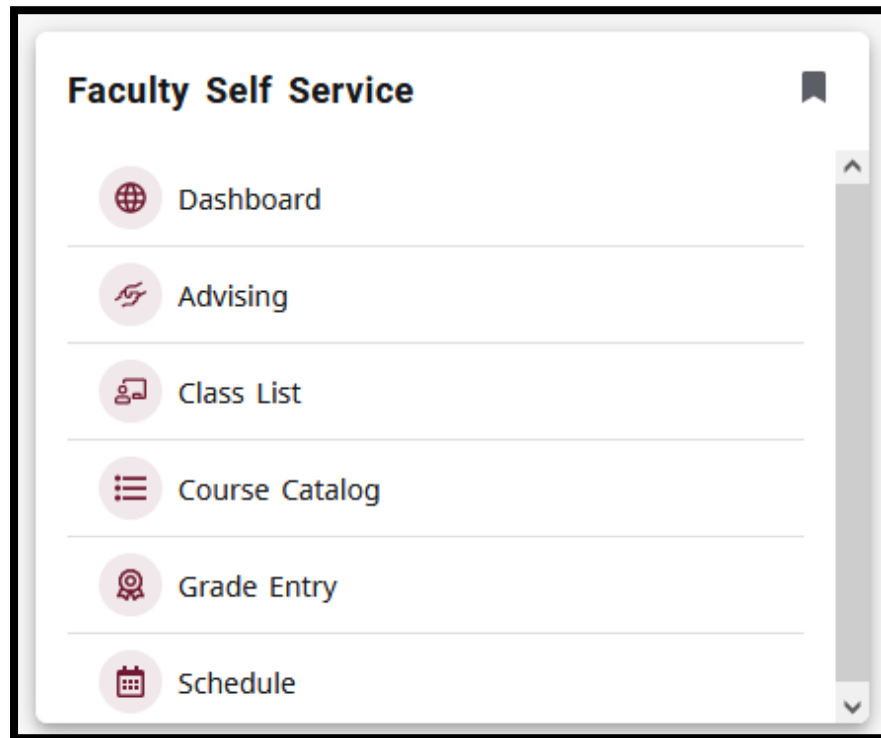 Faculty Self Service
Dashboard
Advising
Class List
Course Catalog
Grade Entry
Schedule